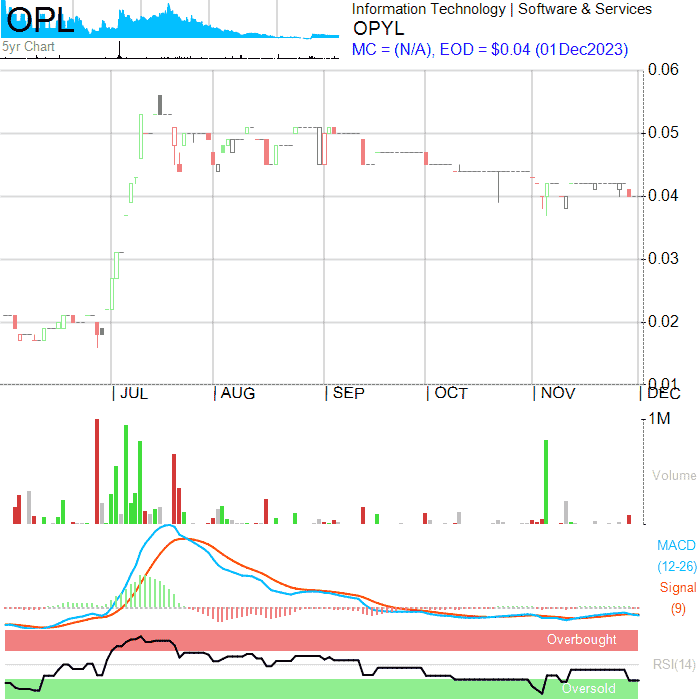 OPL
5yr Chart
Information Technology | Software & Services
OPYL
MC = (N/A), EOD = $0.04 (01Dec2023)
0.06
0.05
0.04
0.03
0.02
0.01
JUL AUG SEP OCT NOV DEC
1M
Volume
MACD
(12-26)
Signal
(9)
Overbought
RSI(14)
Oversold